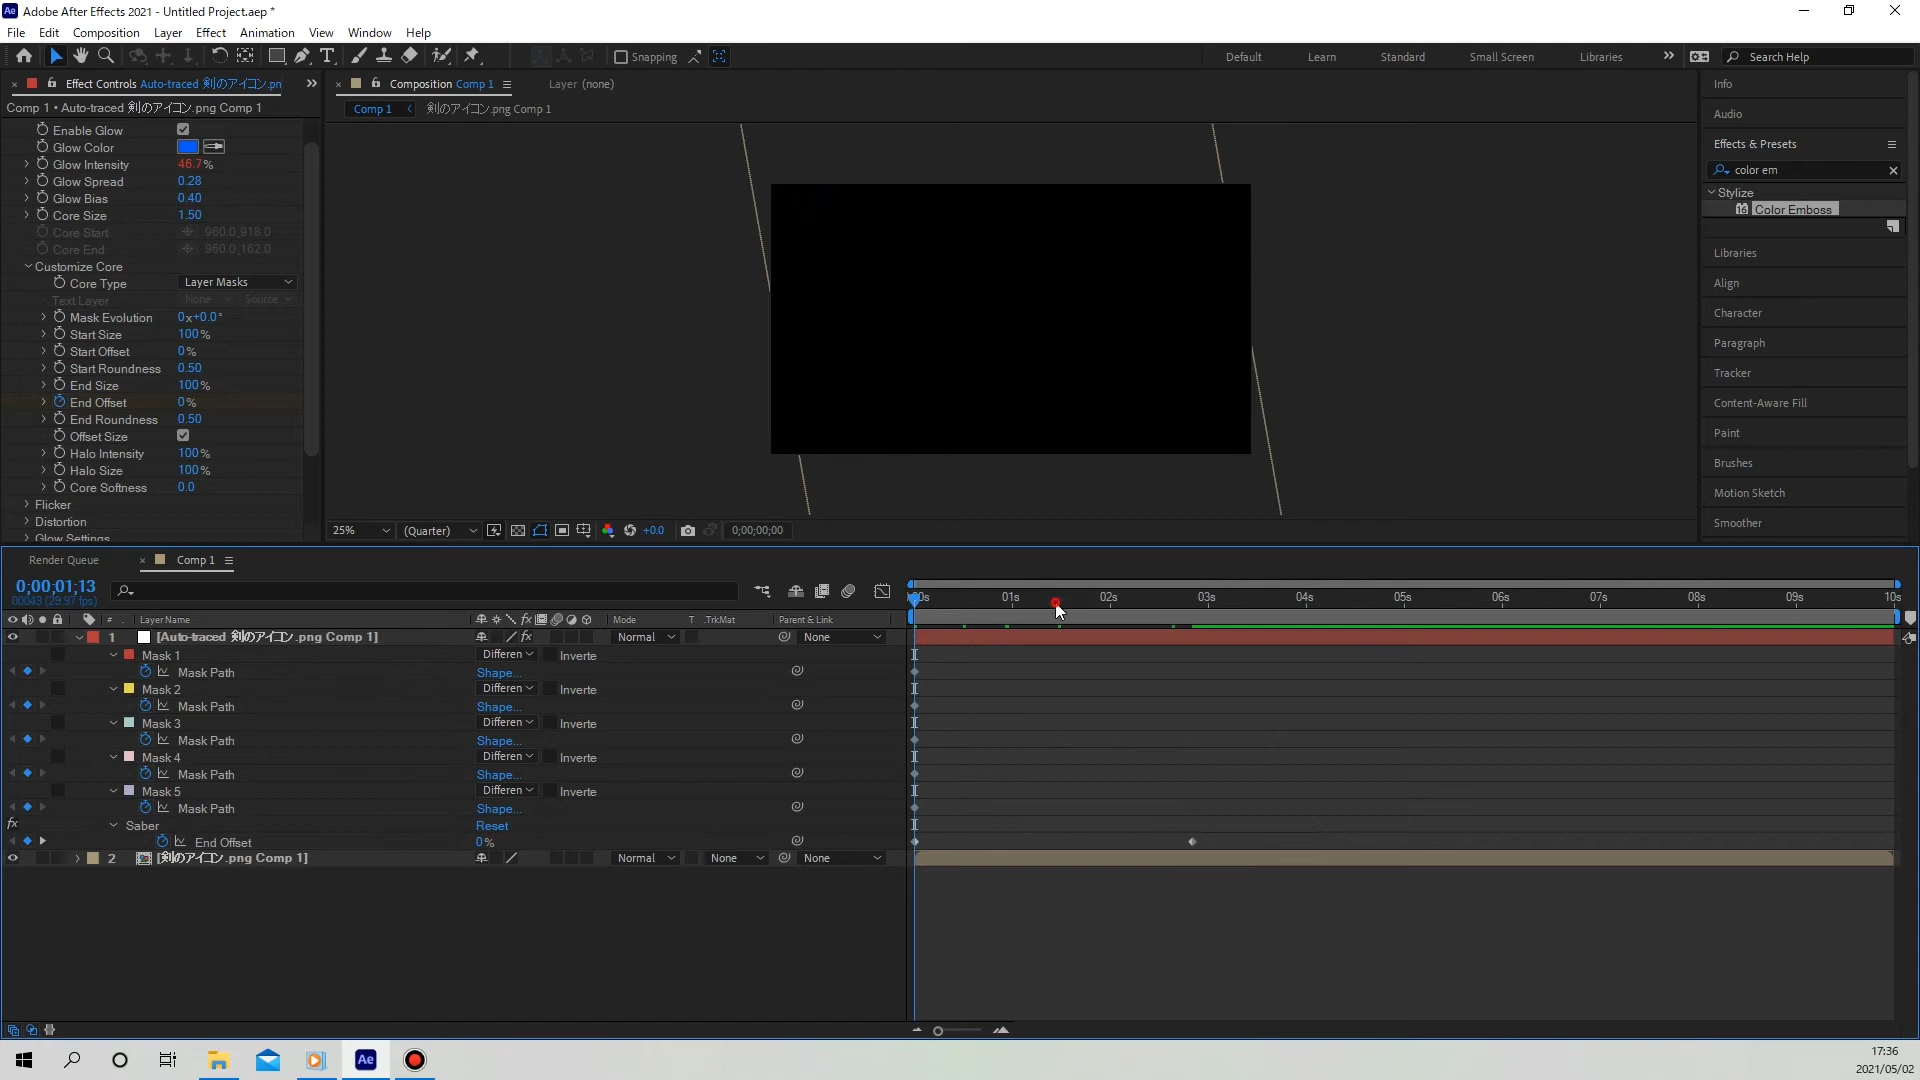 Adobe After Effects 2021 - Untitled Project.aep *
File Edit Composition Layer Effect Animation View Window Help
Snapping
Default Learn Standard Small Screen Libraries
Search Help
Effect Controls Auto-traced 剣のアイコン.pn
Comp 1 • Auto-traced 剣のアイコン.png Comp 1
Enable Glow
Glow Color
Glow Intensity 46.7%
Glow Spread 0.28
Glow Bias 0.40
Core Size 1.50
Core Start 960.0,918.0
Core End 960.0,162.0
Customize Core
Core Type Layer Masks
Text Layer None Source
Mask Evolution 0x+0.0°
Start Size 100%
Start Offset 0%
Start Roundness 0.50
End Size 100%
End Offset 0%
End Roundness 0.50
Offset Size
Halo Intensity 100%
Halo Size 100%
Core Softness 0.0
Flicker
Distortion
Glow Settings
Composition Comp 1
Layer (none)
Comp 1 剣のアイコン.png Comp 1
25% (Quarter) +0.0 0;00;00;00
Info
Audio
Effects & Presets
color em
Stylize
Color Emboss
Libraries
Align
Character
Paragraph
Tracker
Content-Aware Fill
Paint
Brushes
Motion Sketch
Smoother
Render Queue Comp 1
0;00;01;13
00043 (29.97 fps)
# Layer Name Mode T .TrkMat Parent & Link
:00s 01s 02s 03s 04s 05s 06s 07s 08s 09s 10s
1 [Auto-traced 剣のアイコン.png Comp 1] Normal None
Mask 1 Differen Inverte
Mask Path Shape...
Mask 2 Differen Inverte
Mask Path Shape...
Mask 3 Differen Inverte
Mask Path Shape...
Mask 4 Differen Inverte
Mask Path Shape...
Mask 5 Differen Inverte
Mask Path Shape...
fx Saber Reset
End Offset 0%
2 [剣のアイコン.png Comp 1] Normal None None
17:36
2021/05/02